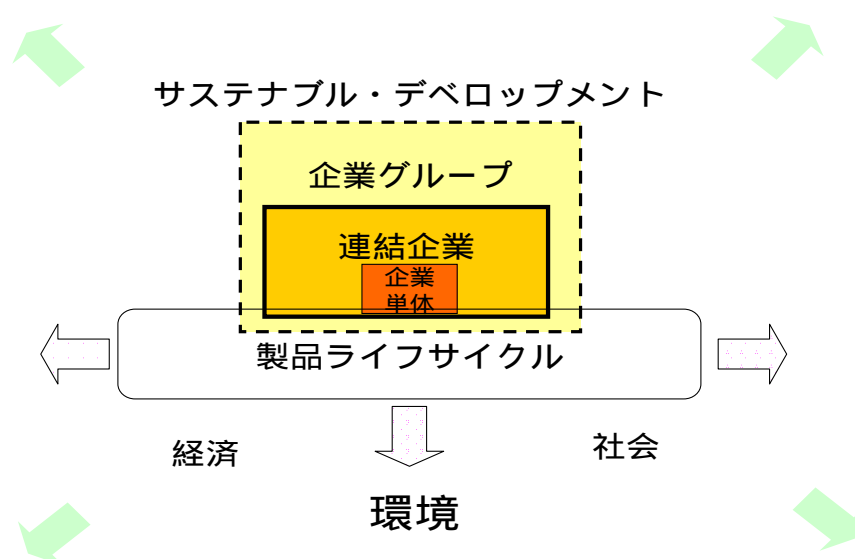 サステナブル・デベロップメント
企業グループ
連結企業
企業
単体
製品ライフサイクル
経済
社会
環境